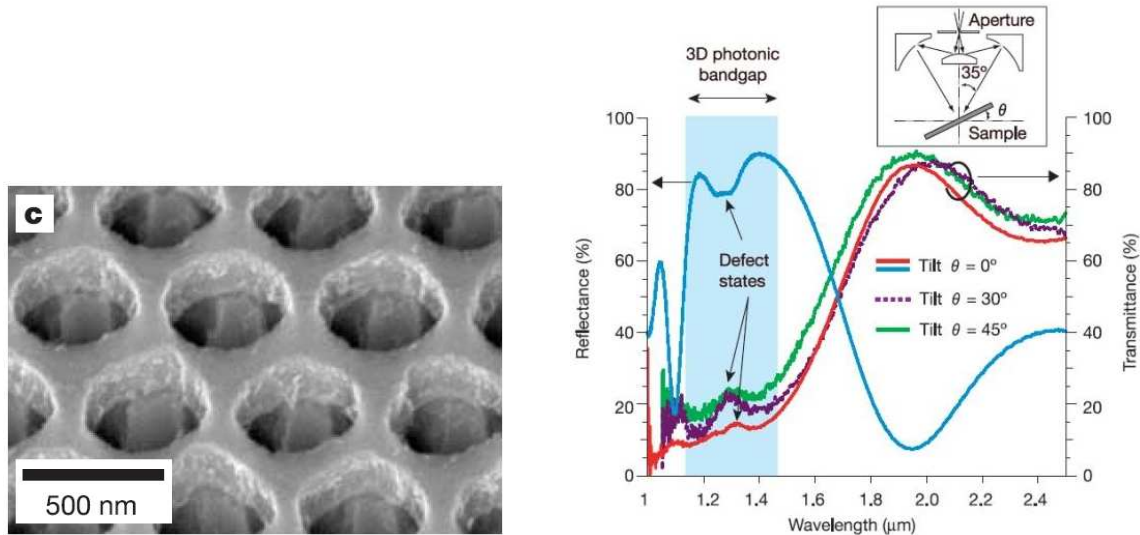 c
500 nm
Aperture
35°
θ
Sample
3D photonic
bandgap
100
80
60
40
20
0
Reflectance (%)
100
80
60
40
20
0
Transmittance (%)
Defect
states
Tilt θ = 0°
Tilt θ = 30°
Tilt θ = 45°
1
1.2
1.4
1.6
1.8
2.0
2.2
2.4
Wavelength (μm)